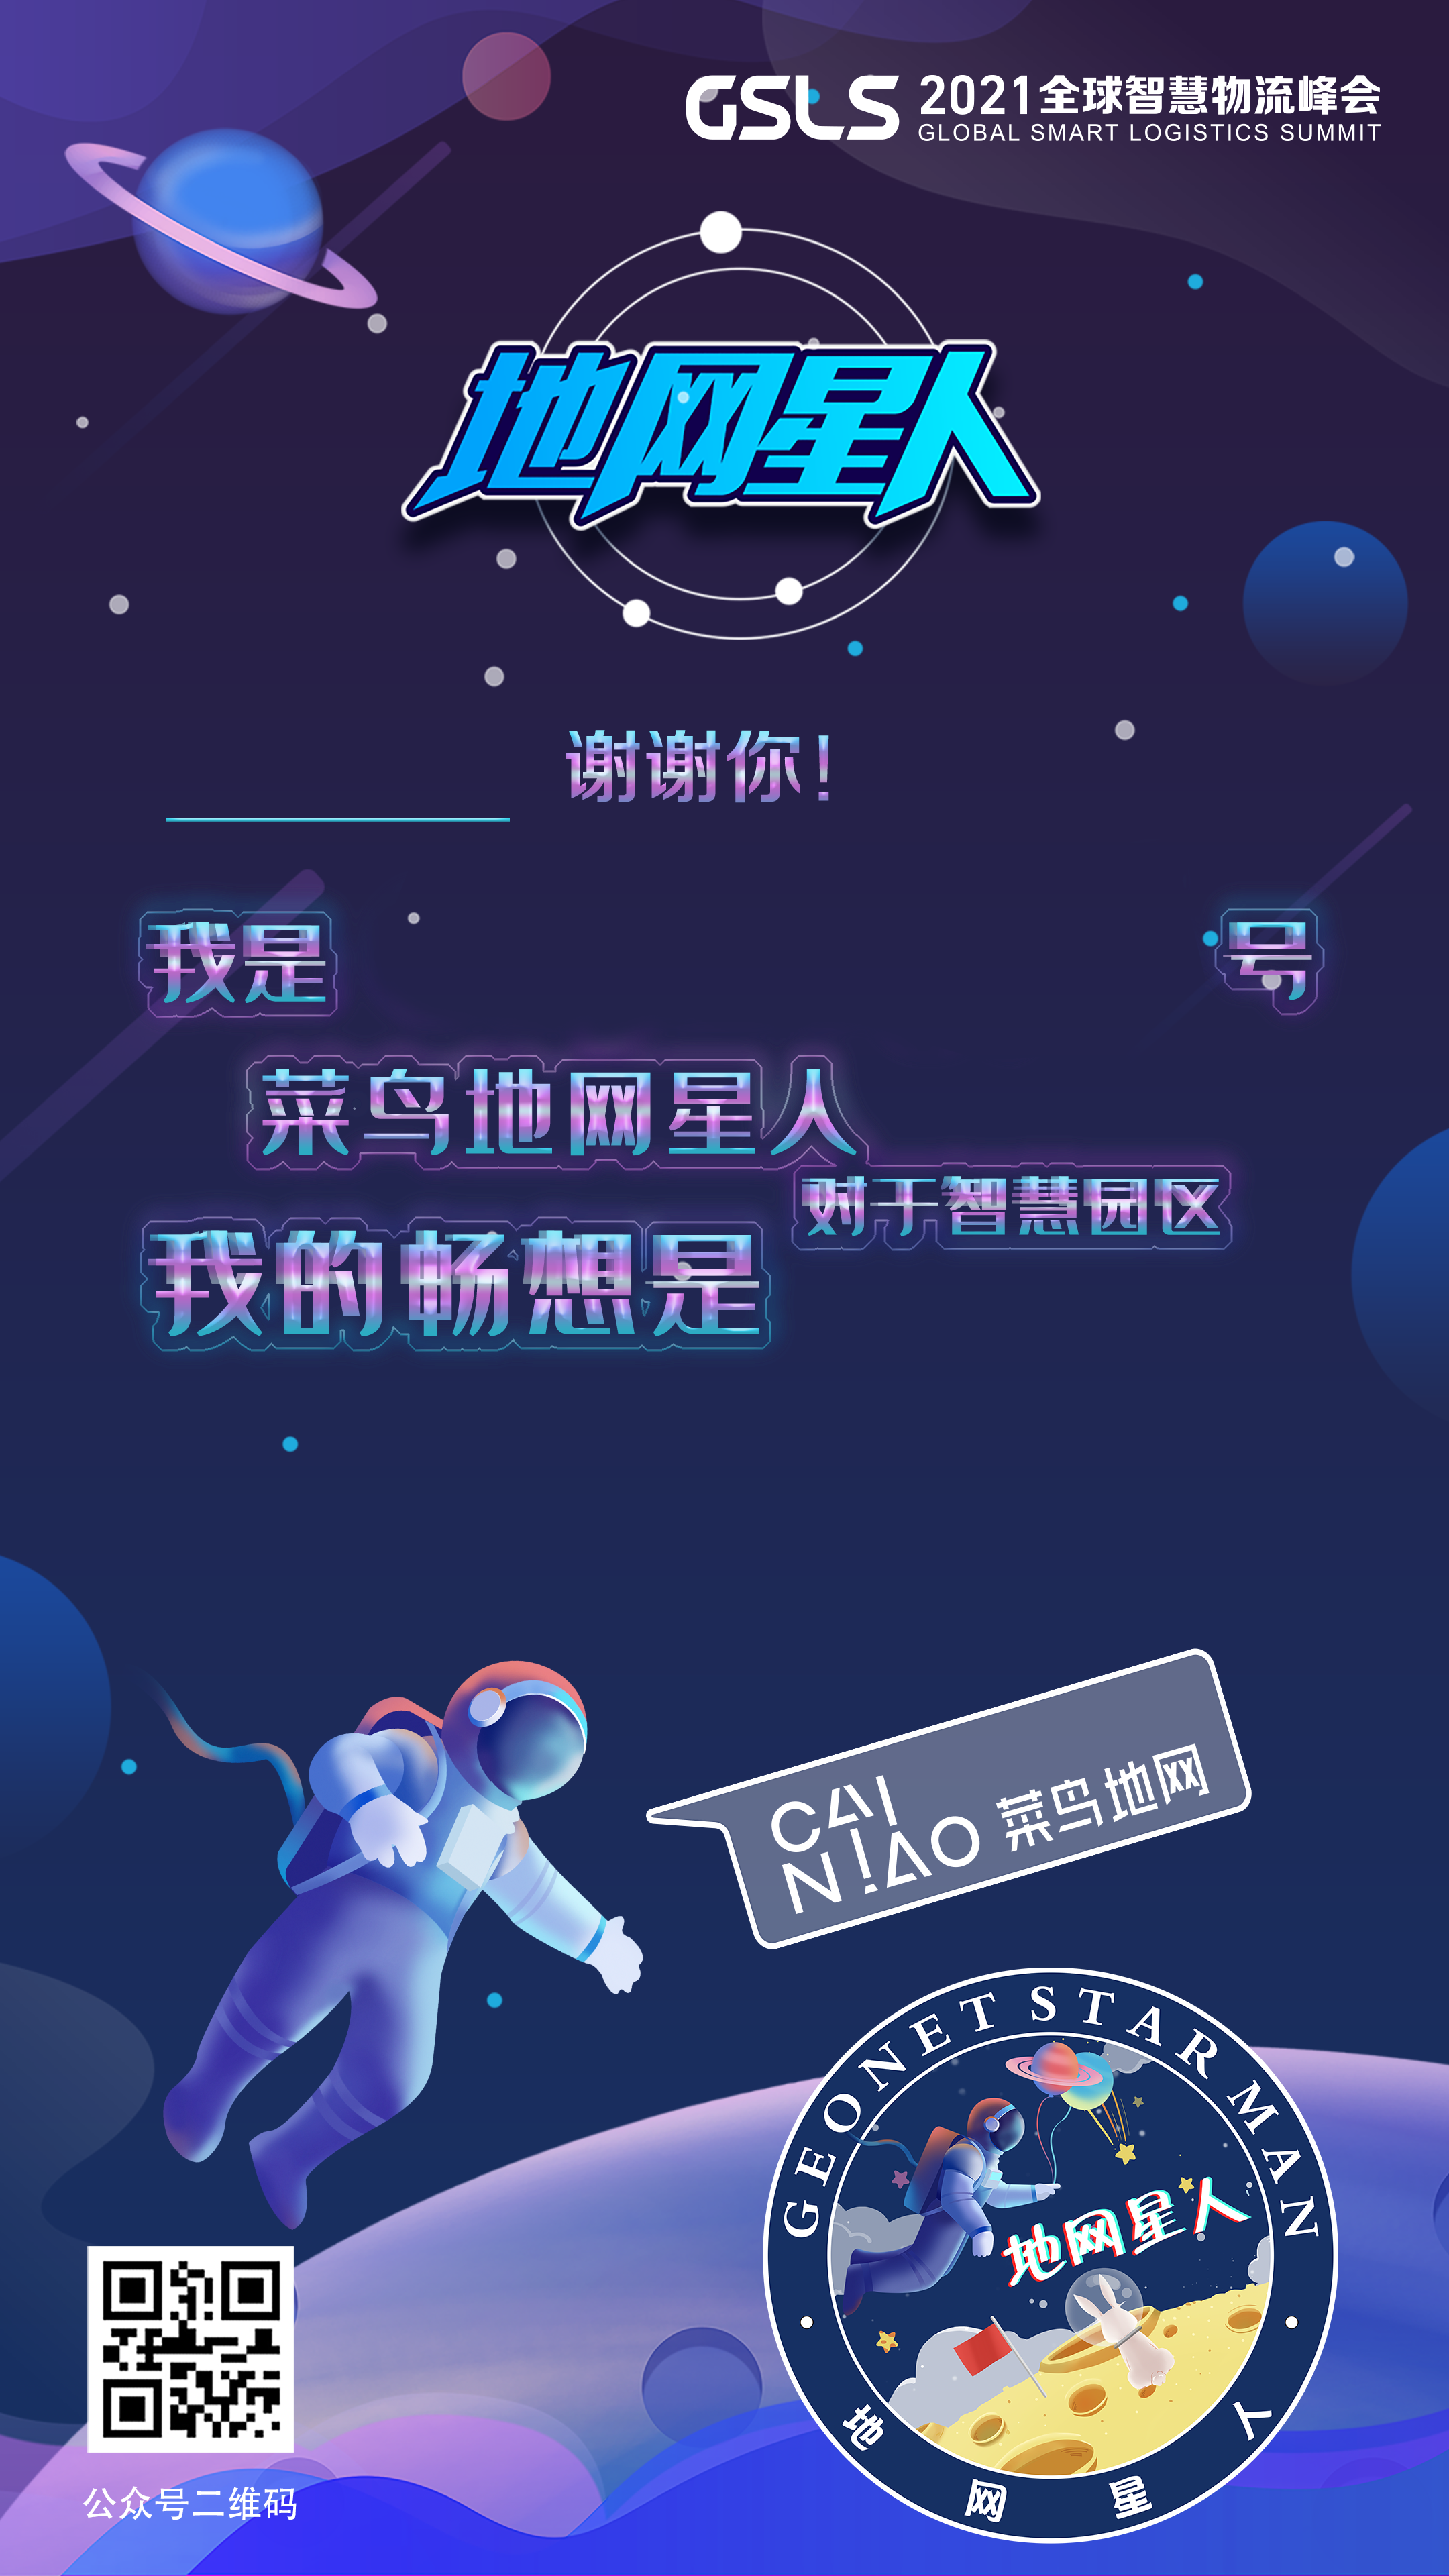 GSLS 2021全球智慧物流峰会
GLOBAL SMART LOGISTICS SUMMIT
地网星人
谢谢你!
我是 号
菜鸟地网星人
对于智慧园区
我的畅想是
CAI
NIAO 菜鸟地网
GEONET STAR MAN
地网星人
地网星人
公众号二维码